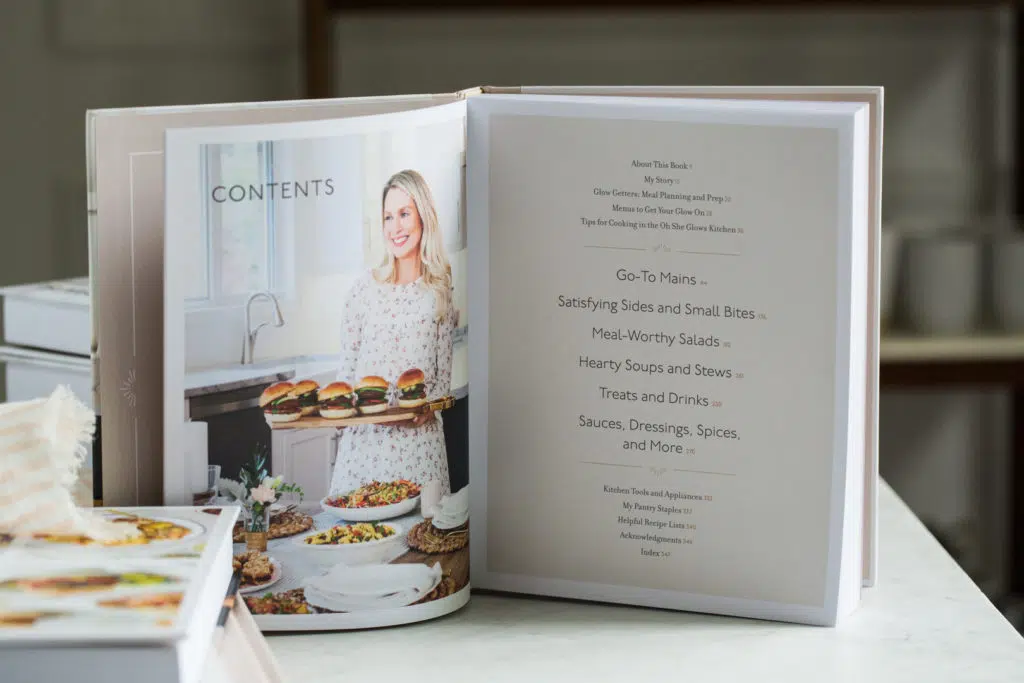 CONTENTS
About This Book
My Story
Glow Getters: Meal Planning and Prep
Menus to Get Your Glow On
Tips for Cooking in the Oh She Glows Kitchen
Go-To Mains
Satisfying Sides and Small Bites
Meal-Worthy Salads
Hearty Soups and Stews
Treats and Drinks
Sauces, Dressings, Spices,
and More
Kitchen Tools and Appliances
My Pantry Staples
Helpful Recipe Lists
Acknowledgments
Index